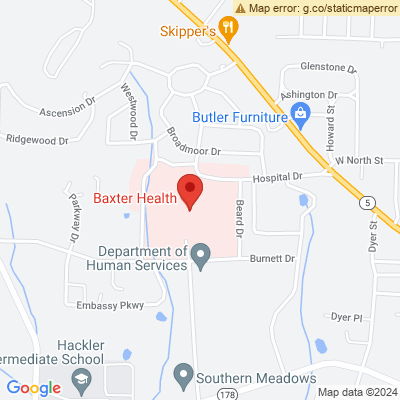 Map error: g.co/staticmaperror
Skipper's
Glenstone Dr
Ashington Dr
Westwood Dr
Ascension Dr
Butler Furniture
Howard St
Ridgewood Dr
Broadmoor Dr
W North St
Hospital Dr
Baxter Health
Parkway Dr
5
Beard Dr
Dyer St
Department of
Human Services
Burnett Dr
Embassy Pkwy
Dyer Pl
Hackler
ermediate School
Southern Meadows
178
Google
Map data ©2024